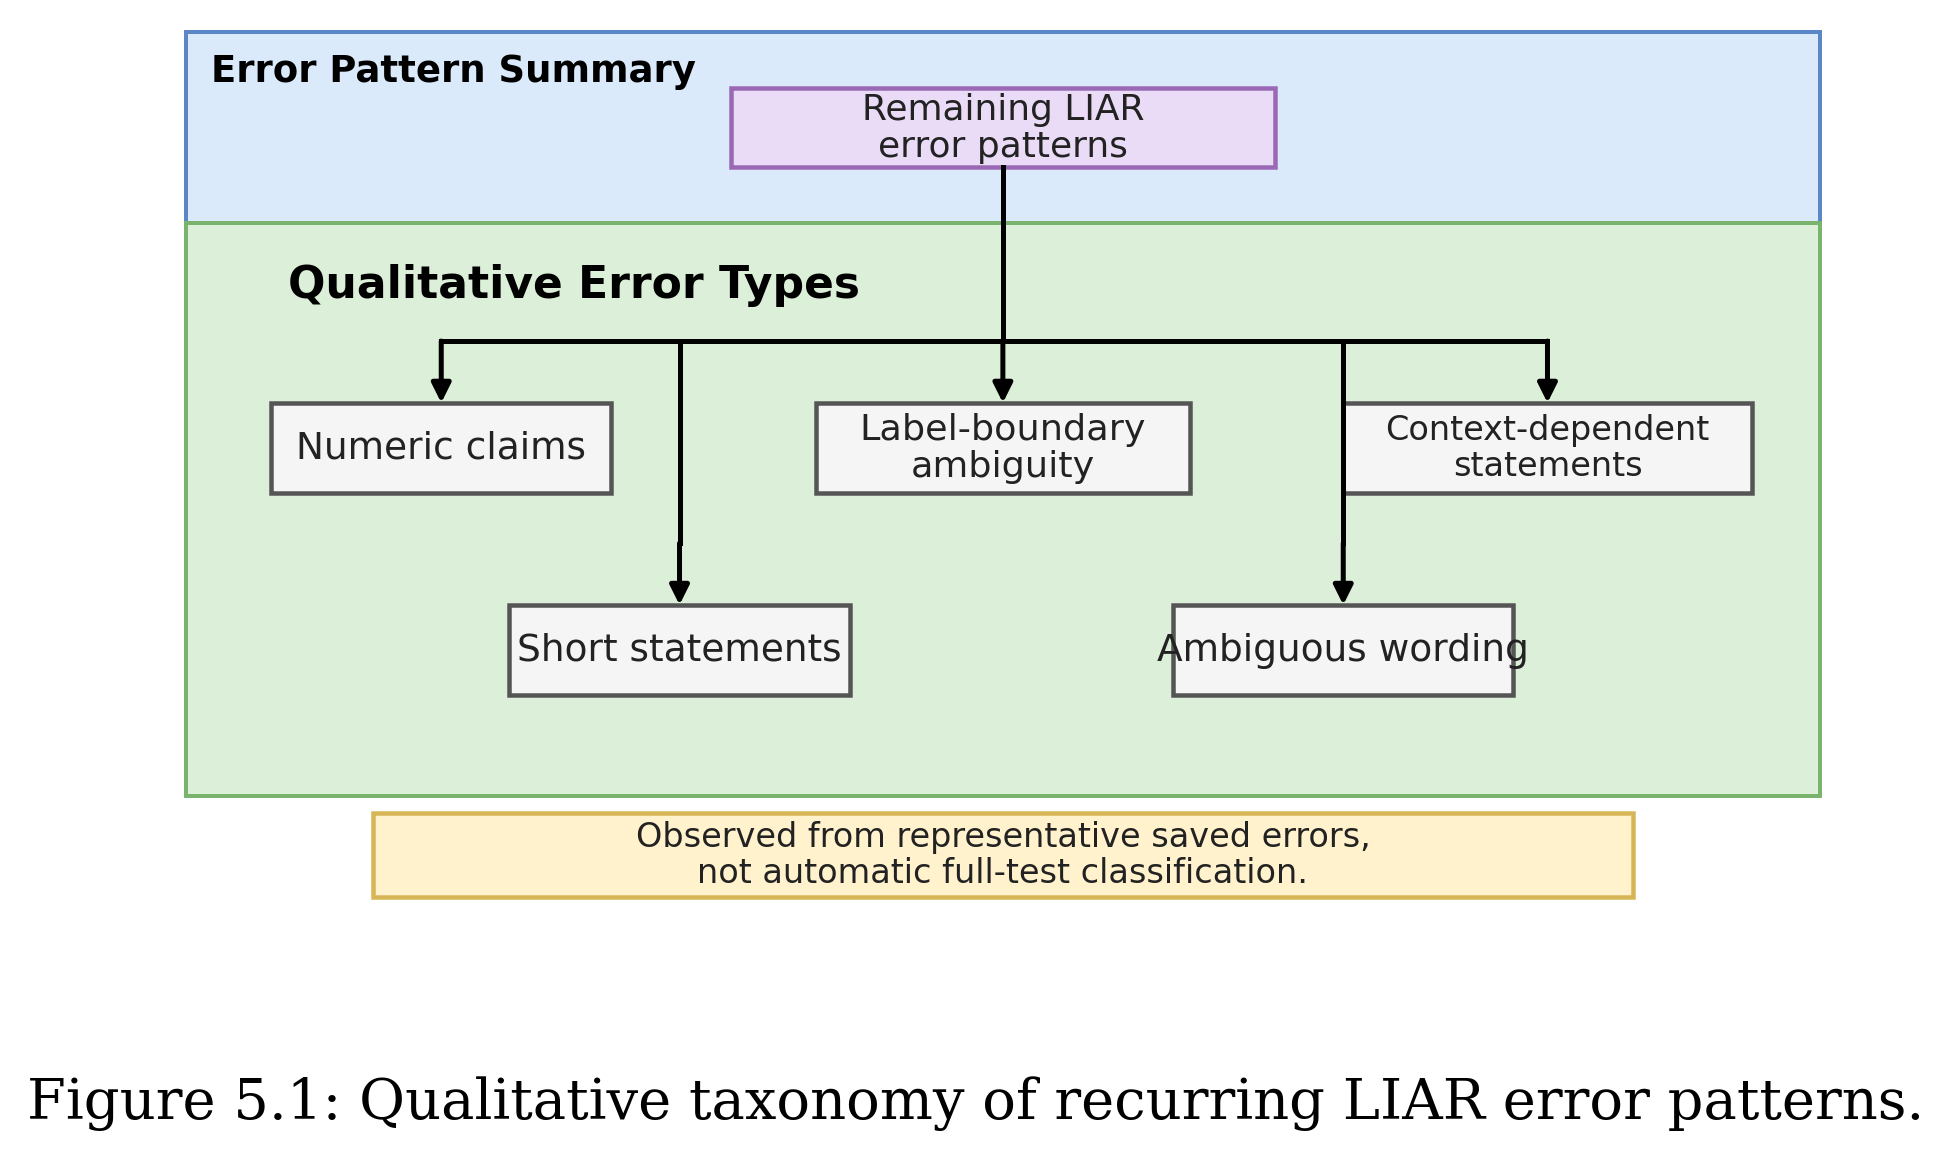 Error Pattern Summary
Remaining LIAR
error patterns
Qualitative Error Types
Numeric claims
Label-boundary
ambiguity
Context-dependent
statements
Short statements
Ambiguous wording
Observed from representative saved errors,
not automatic full-test classification.
Figure 5.1: Qualitative taxonomy of recurring LIAR error patterns.